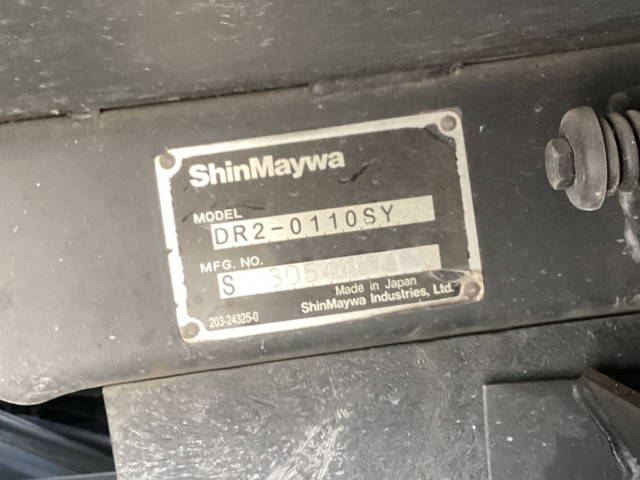 ShinMaywa
MODEL
DR2-0110SY
MFG. NO.
S
Made in Japan
ShinMaywa Industries, Ltd.
203-24325-0